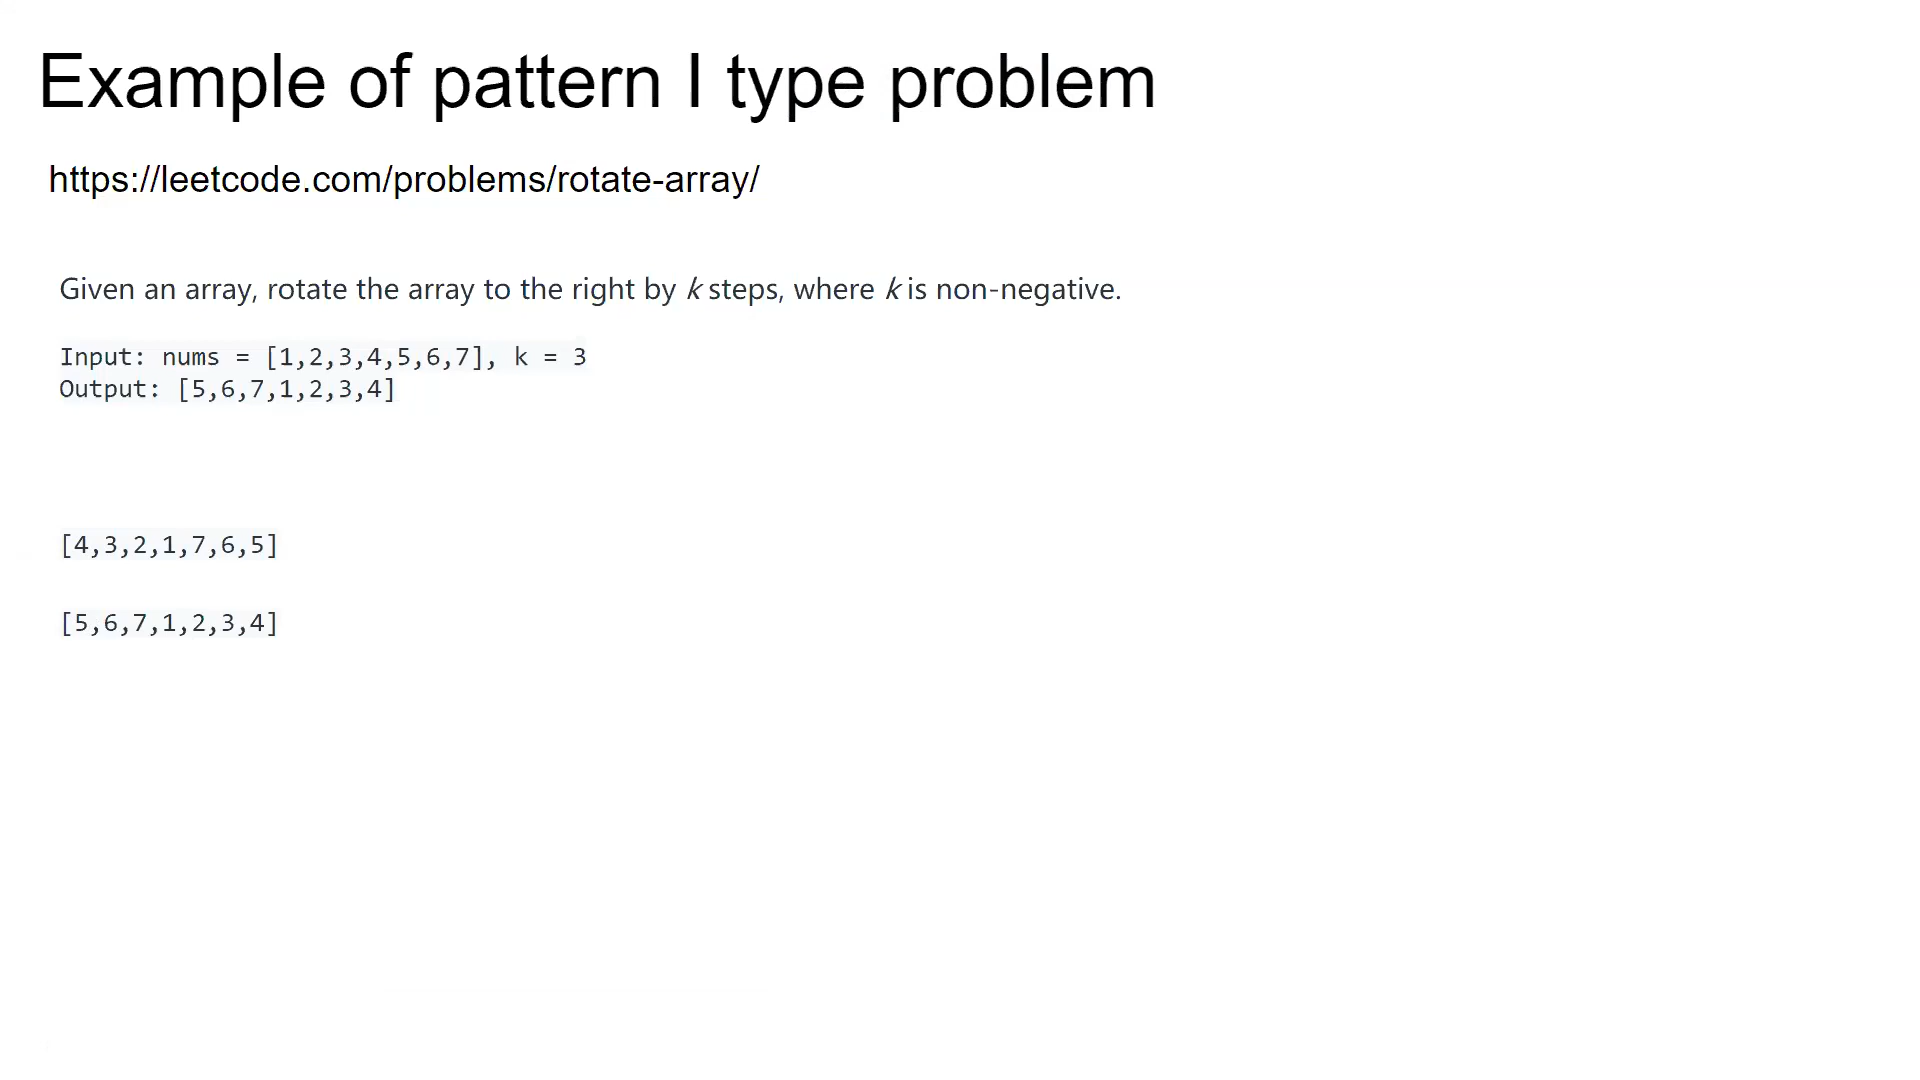 Example of pattern I type problem
https://leetcode.com/problems/rotate-array/
Given an array, rotate the array to the right by k steps, where k is non-negative.
Input: nums = [1,2,3,4,5,6,7], k = 3
Output: [5,6,7,1,2,3,4]
[4,3,2,1,7,6,5]
[5,6,7,1,2,3,4]